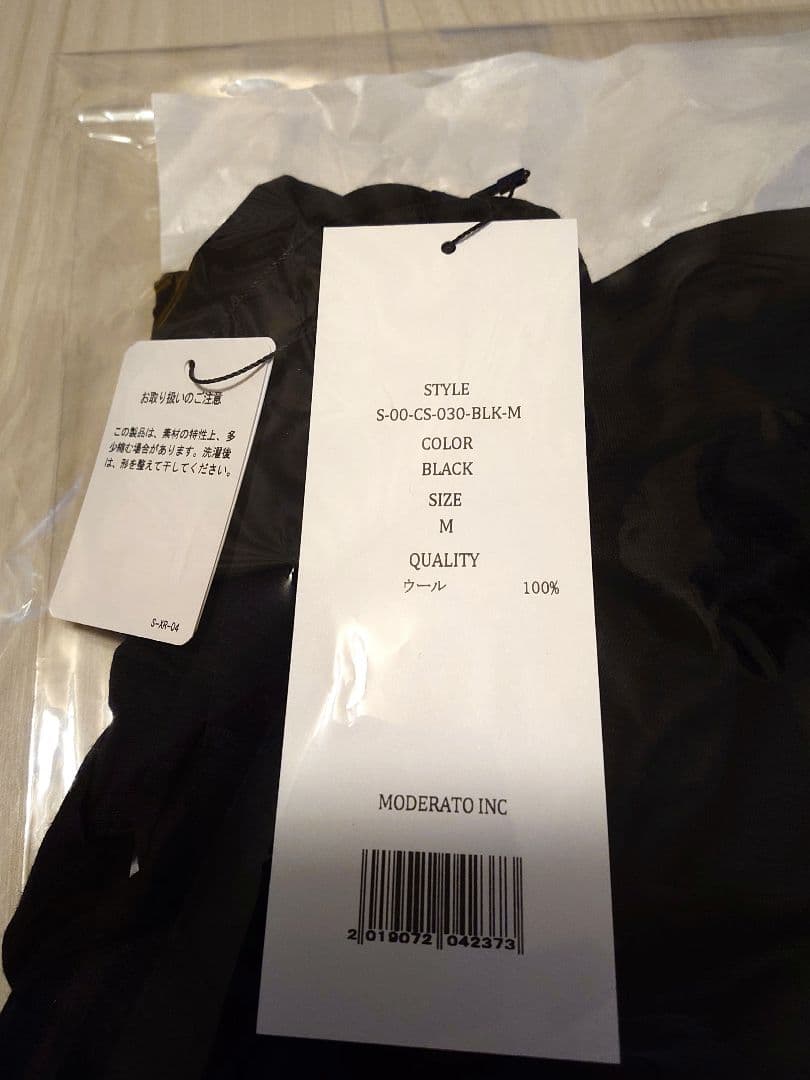 お取り扱いのご注意
この製品は、素材の特性上、多
少縮む場合があります。洗濯後
は、形を整えて干してください。
S-XR-04
STYLE
S-00-CS-030-BLK-M
COLOR
BLACK
SIZE
M
QUALITY
ウール 100%
MODERATO INC
2 019072 042373